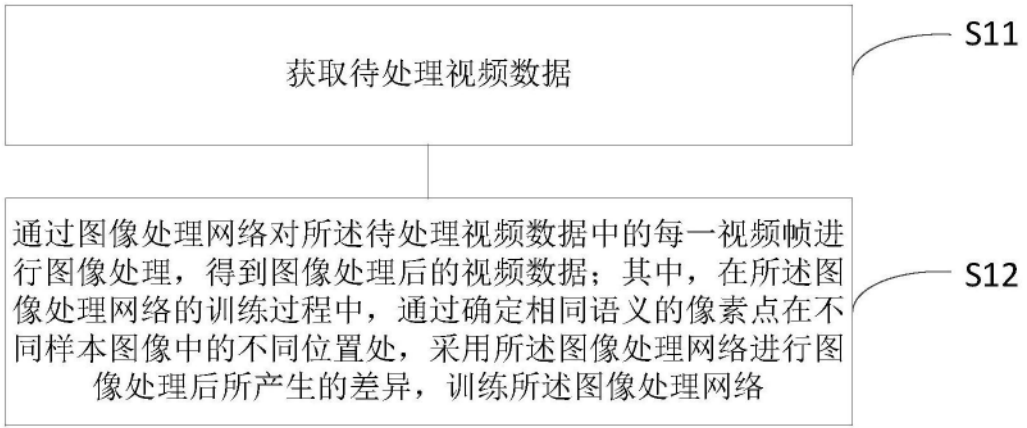 获取待处理视频数据
S11
通过图像处理网络对所述待处理视频数据中的每一视频帧进
行图像处理，得到图像处理后的视频数据；其中，在所述图
像处理网络的训练过程中，通过确定相同语义的像素点在不
同样本图像中的不同位置处，采用所述图像处理网络进行图
像处理后所产生的差异，训练所述图像处理网络
S12